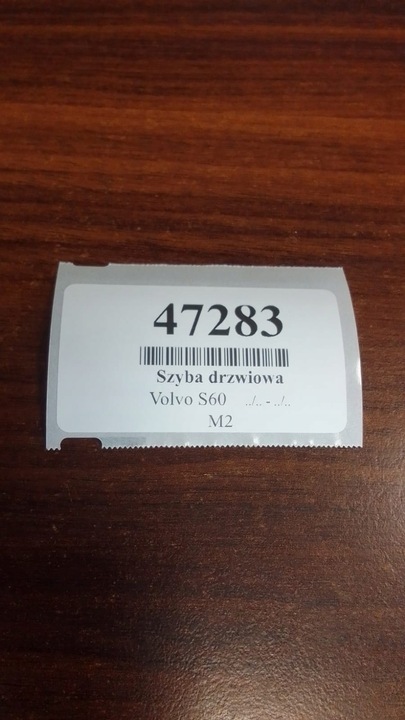 47283
Szyba drzwiowa
Volvo S60 ../.. - ../..
M2